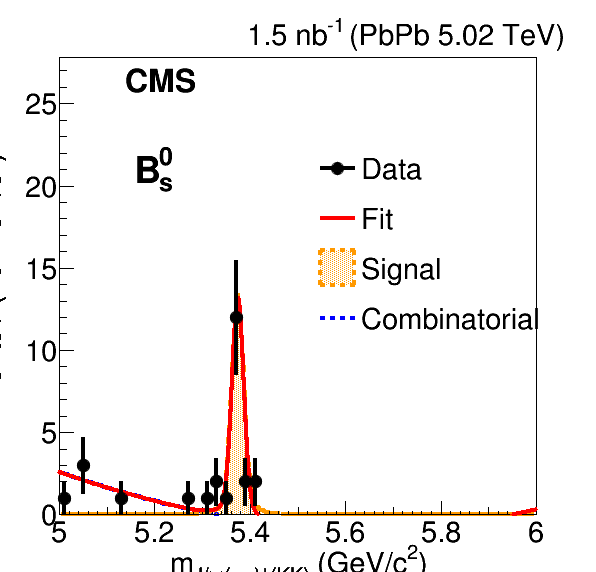 1.5 nb-1 (PbPb 5.02 TeV)
CMS
B0s
Data
Fit
Signal
Combinatorial
25
20
15
10
5
0
5 5.2 5.4 5.6 5.8 6
(GeV/c2)